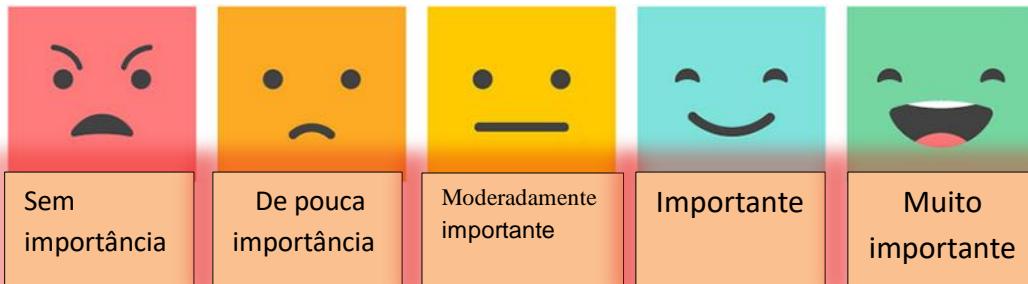 Sem
importância
De pouca
importância
Moderadamente
importante
Importante
Muito
importante